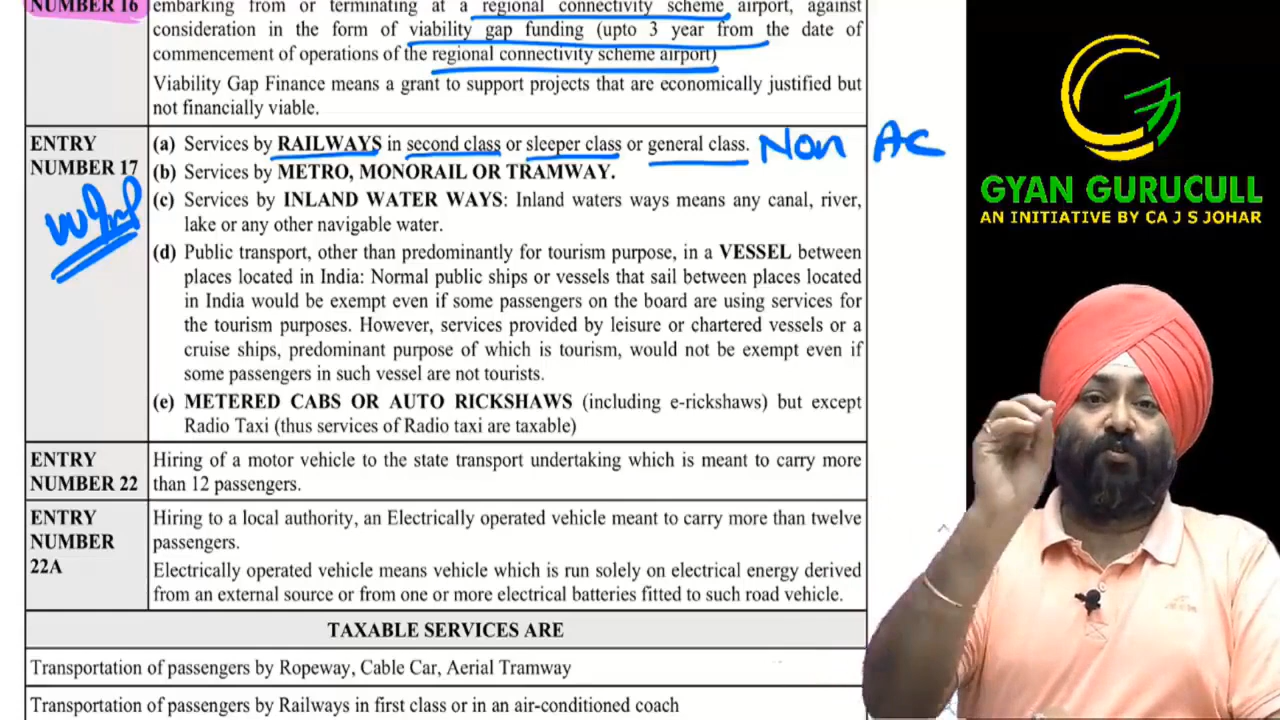 NUMBER 16
embarking from or terminating at a regional connectivity scheme airport, against
consideration in the form of viability gap funding (upto 3 year from the date of
commencement of operations of the regional connectivity scheme airport)
Viability Gap Finance means a grant to support projects that are economically justified but
not financially viable.
ENTRY
NUMBER 17
(a) Services by RAILWAYS in second class or sleeper class or general class. Non AC
(b) Services by METRO, MONORAIL OR TRAMWAY.
(c) Services by INLAND WATER WAYS: Inland waters ways means any canal, river,
lake or any other navigable water.
(d) Public transport, other than predominantly for tourism purpose, in a VESSEL between
places located in India: Normal public ships or vessels that sail between places located
in India would be exempt even if some passengers on the board are using services for
the tourism purposes. However, services provided by leisure or chartered vessels or a
cruise ships, predominant purpose of which is tourism, would not be exempt even if
some passengers in such vessel are not tourists.
(e) METERED CABS OR AUTO RICKSHAWS (including e-rickshaws) but except
Radio Taxi (thus services of Radio taxi are taxable)
ENTRY
NUMBER 22
Hiring of a motor vehicle to the state transport undertaking which is meant to carry more
than 12 passengers.
ENTRY
NUMBER
22A
Hiring to a local authority, an Electrically operated vehicle meant to carry more than twelve
passengers.
Electrically operated vehicle means vehicle which is run solely on electrical energy derived
from an external source or from one or more electrical batteries fitted to such road vehicle.
TAXABLE SERVICES ARE
Transportation of passengers by Ropeway, Cable Car, Aerial Tramway
Transportation of passengers by Railways in first class or in an air-conditioned coach
GYAN GURUCULL
AN INITIATIVE BY CA J S JOHAR